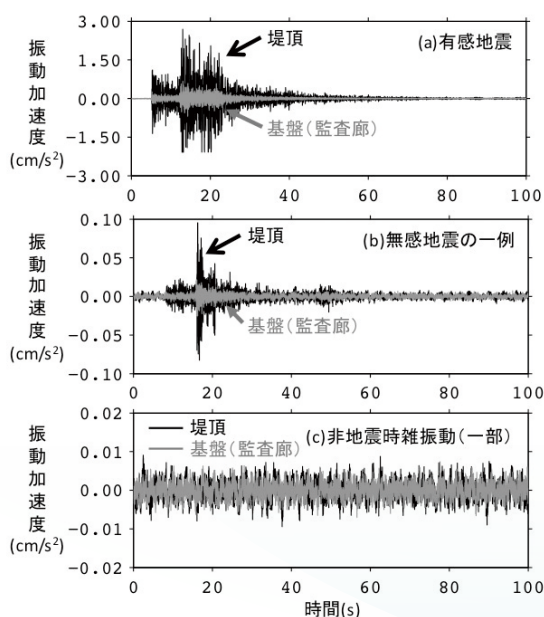 3.00
1.50
0.00
-1.50
-3.00
振動加速度
(cm/s²)
堤頂
(a)有感地震
基盤(監査廊)
0 20 40 60 80 100
0.10
0.05
0.00
-0.05
-0.10
振動加速度
(cm/s²)
堤頂
(b)無感地震の一例
基盤(監査廊)
0 20 40 60 80 100
0.02
0.01
0.00
-0.01
-0.02
振動加速度
(cm/s²)
堤頂
基盤(監査廊)
(c)非地震時雑振動(一部)
0 20 40 60 80 100
時間(s)